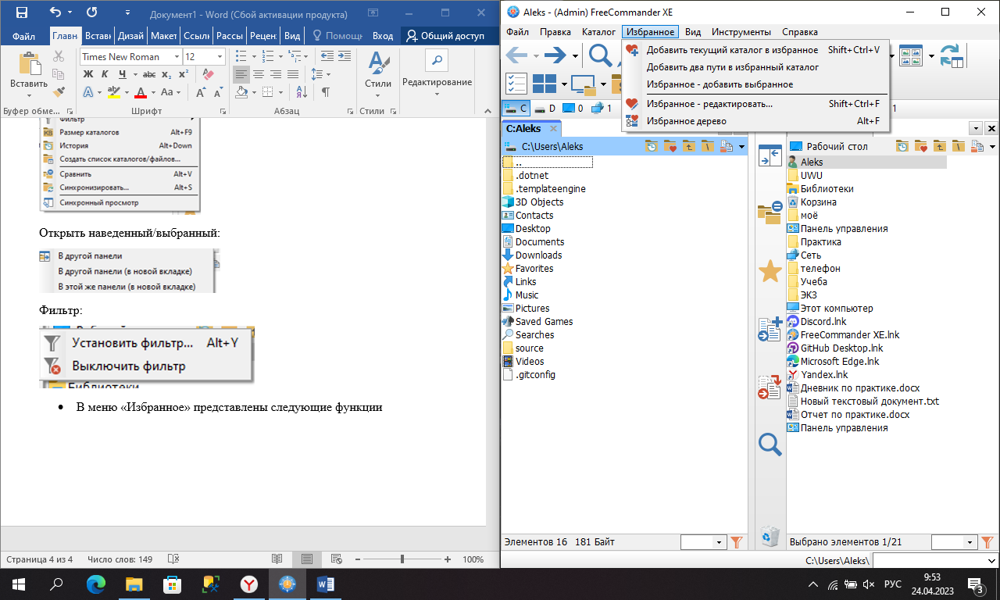 Документ1 - Word (Сбой активации продукта)
Файл
Главн
Встави
Дизай
Макет
Ссылк
Рассы
Рецен
Вид
Помощь
Вход
Общий доступ
Вставить
Times New Roman
12
Ж К Ч abc x₂ x²
Аа
Стили
Редактирование
Буфер обме...
Шрифт
Абзац
Стили
Фильтр
Размер каталогов Alt+F9
История Alt+Down
Создать список каталогов/файлов...
Сравнить Alt+V
Синхронизировать... Alt+S
Синхронный просмотр
Открыть наведенный/выбранный:
В другой панели
В другой панели (в новой вкладке)
В этой же панели (в новой вкладке)
Фильтр:
Установить фильтр... Alt+Y
Выключить фильтр
Библиотеки
• В меню «Избранное» представлены следующие функции
Страница 4 из 4 Число слов: 149
100%
Aleks - (Admin) FreeCommander XE
Файл Правка Каталог Избранное Вид Инструменты Справка
Добавить текущий каталог в избранное Shift+Ctrl+V
Добавить два пути в избранный каталог
Избранное - добавить выбранное
Избранное - редактировать... Shift+Ctrl+F
Избранное дерево Alt+F
C D 0 1
1
C:Aleks
C:\Users\Aleks
..
.dotnet
.templateengine
3D Objects
Contacts
Desktop
Documents
Downloads
Favorites
Links
Music
Pictures
Saved Games
Searches
source
Videos
.gitconfig
Элементов 16 181 Байт
Рабочий стол
Aleks
UWU
Библиотеки
Корзина
моё
Панель управления
Практика
Сеть
телефон
Учеба
ЭКЗ
Этот компьютер
Discord.lnk
FreeCommander XE.lnk
GitHub Desktop.lnk
Microsoft Edge.lnk
Yandex.lnk
Дневник по практике.docx
Новый текстовый документ.txt
Отчет по практике.docx
Панель управления
Выбрано элементов 1/21
C:\Users\Aleks\
РУС
9:53
24.04.2023
3